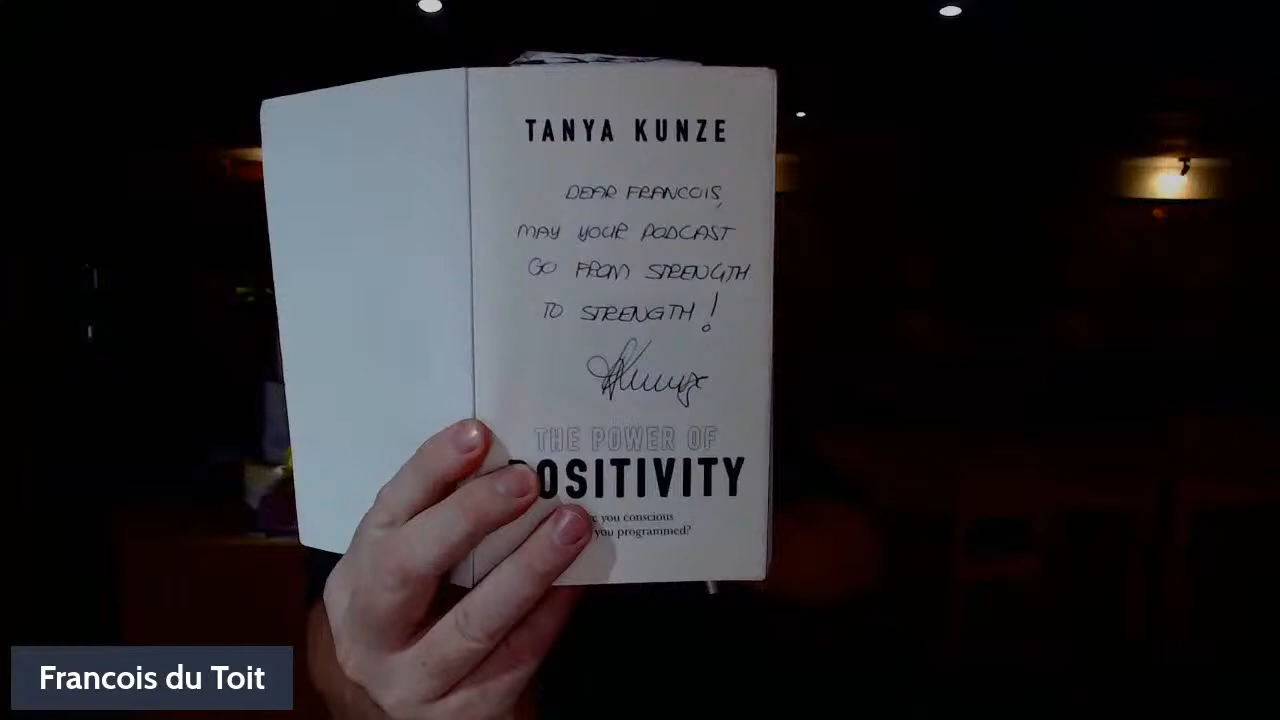 TANYA KUNZE
DEAR FRANCOIS,
MAY YOUR PODCAST
GO FROM STRENGTH
TO STRENGTH!
THE POWER OF
POSITIVITY
you conscious
you programmed?
Francois du Toit